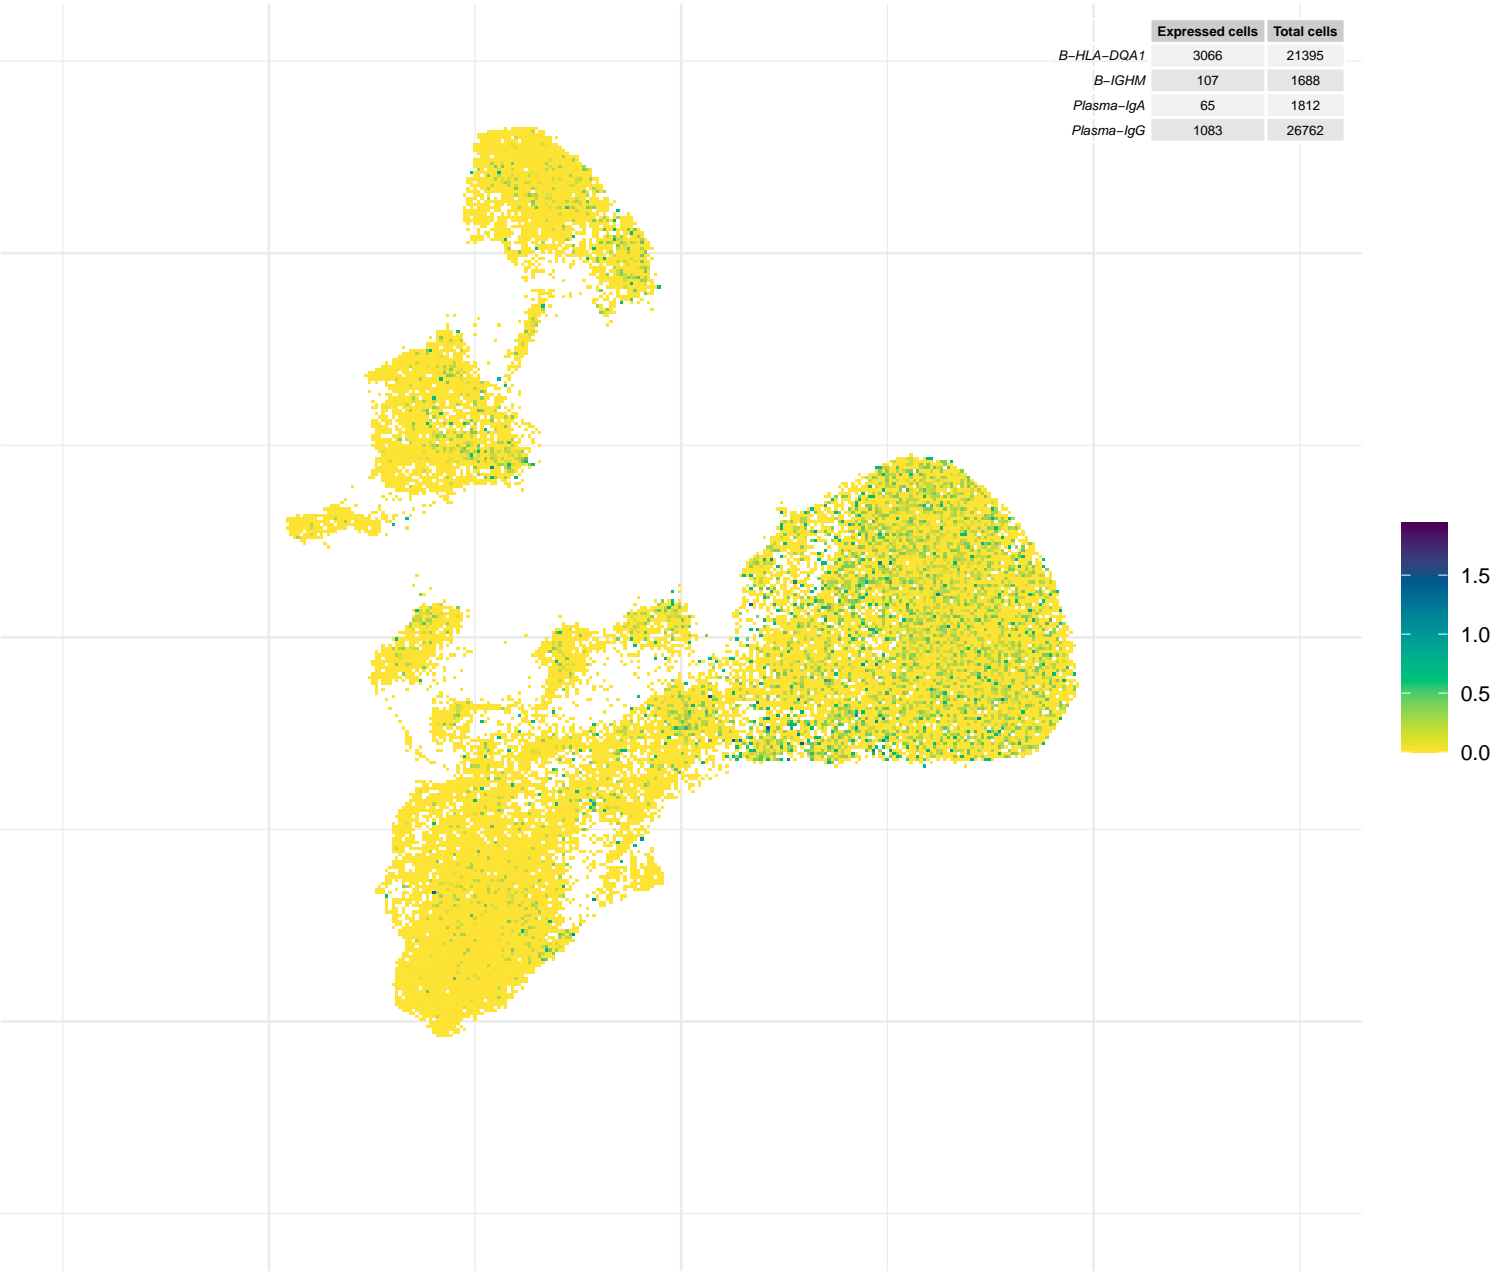 Expressed cells Total cells
B−HLA−DQA1 3066 21395
B−IGHM 107 1688
Plasma−IgA 65 1812
Plasma−IgG 1083 26762
1.5
1.0
0.5
0.0